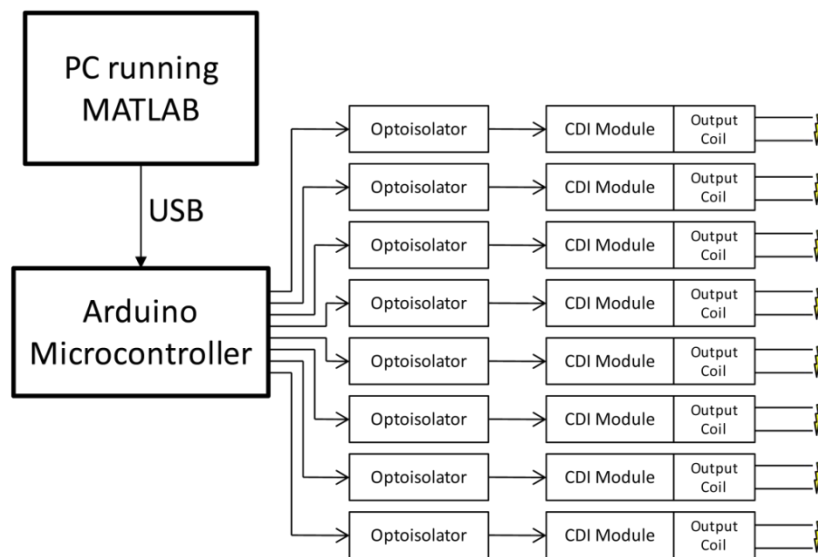 PC running
MATLAB
USB
Arduino
Microcontroller
Optoisolator
CDI Module
Output
Coil
Optoisolator
CDI Module
Output
Coil
Optoisolator
CDI Module
Output
Coil
Optoisolator
CDI Module
Output
Coil
Optoisolator
CDI Module
Output
Coil
Optoisolator
CDI Module
Output
Coil
Optoisolator
CDI Module
Output
Coil
Optoisolator
CDI Module
Output
Coil